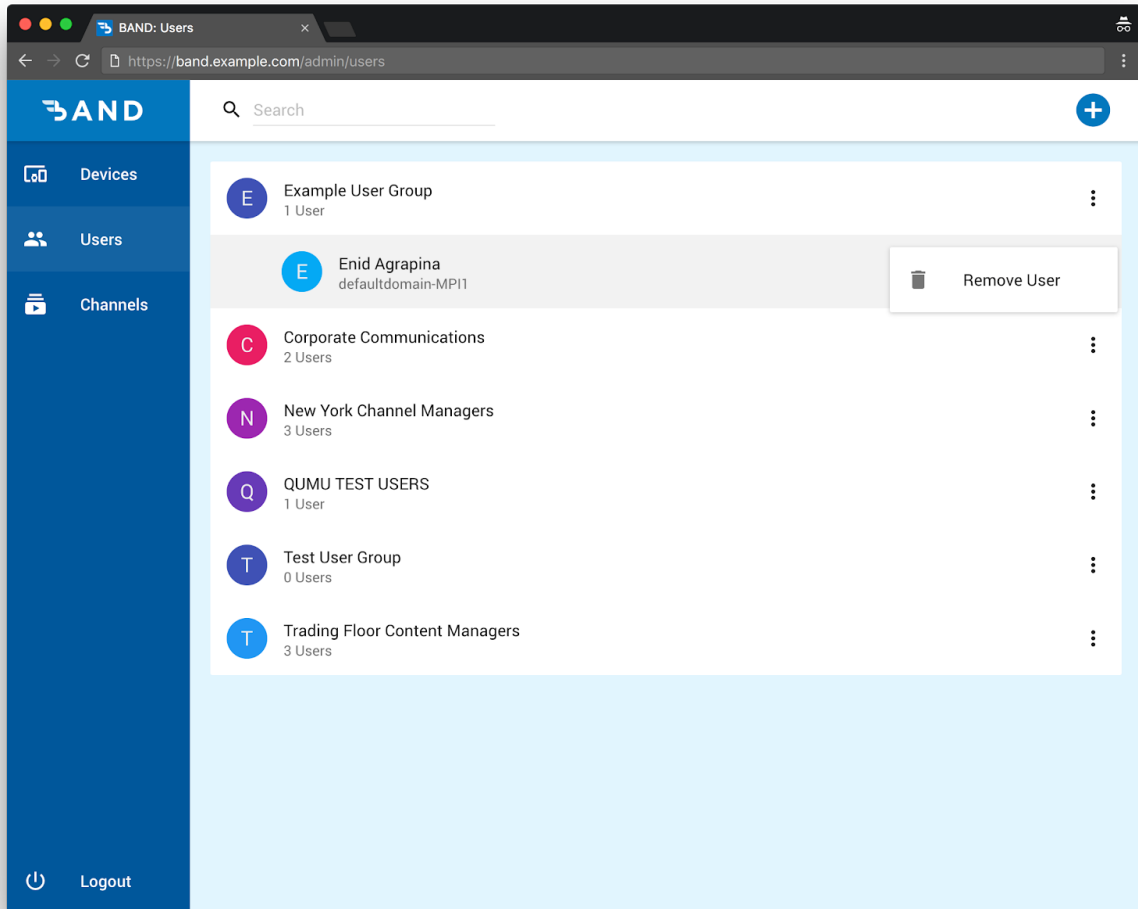 BAND: Users
https://band.example.com/admin/users
BAND
Search
Devices
Users
Channels
Logout
E
Example User Group
1 User
E
Enid Agrapina
defaultdomain-MPI1
Remove User
C
Corporate Communications
2 Users
N
New York Channel Managers
3 Users
Q
QUMU TEST USERS
1 User
T
Test User Group
0 Users
T
Trading Floor Content Managers
3 Users